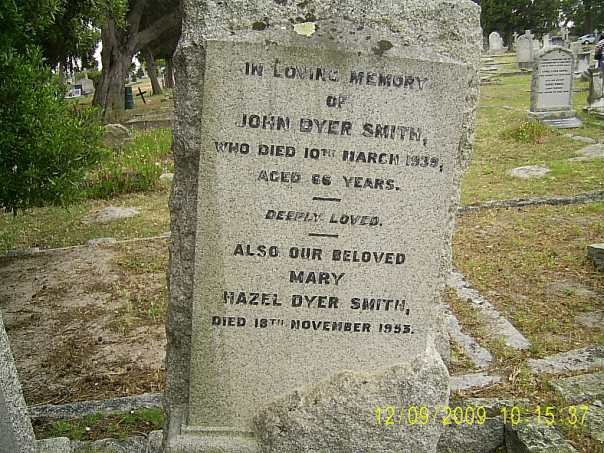 IN LOVING MEMORY
OF
JOHN DYER SMITH,
WHO DIED 10TH MARCH 1939,
AGED 66 YEARS.
DEEPLY LOVED.
ALSO OUR BELOVED
MARY
HAZEL DYER SMITH,
DIED 18TH NOVEMBER 1953.
12/09/2009 10:15:37